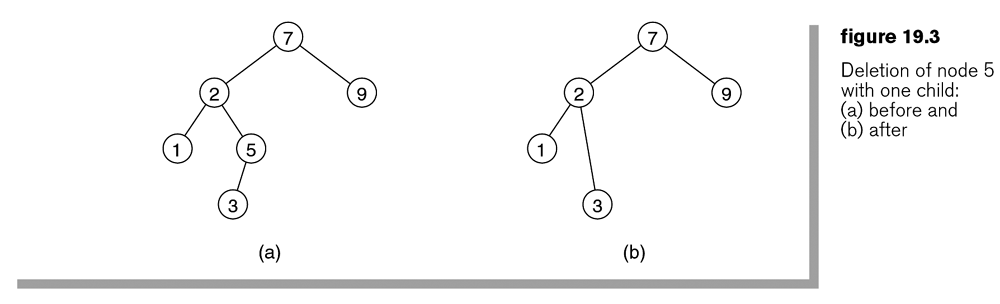 7
2
9
1
5
3
(a)
7
2
9
1
3
(b)
figure 19.3
Deletion of node 5
with one child:
(a) before and
(b) after